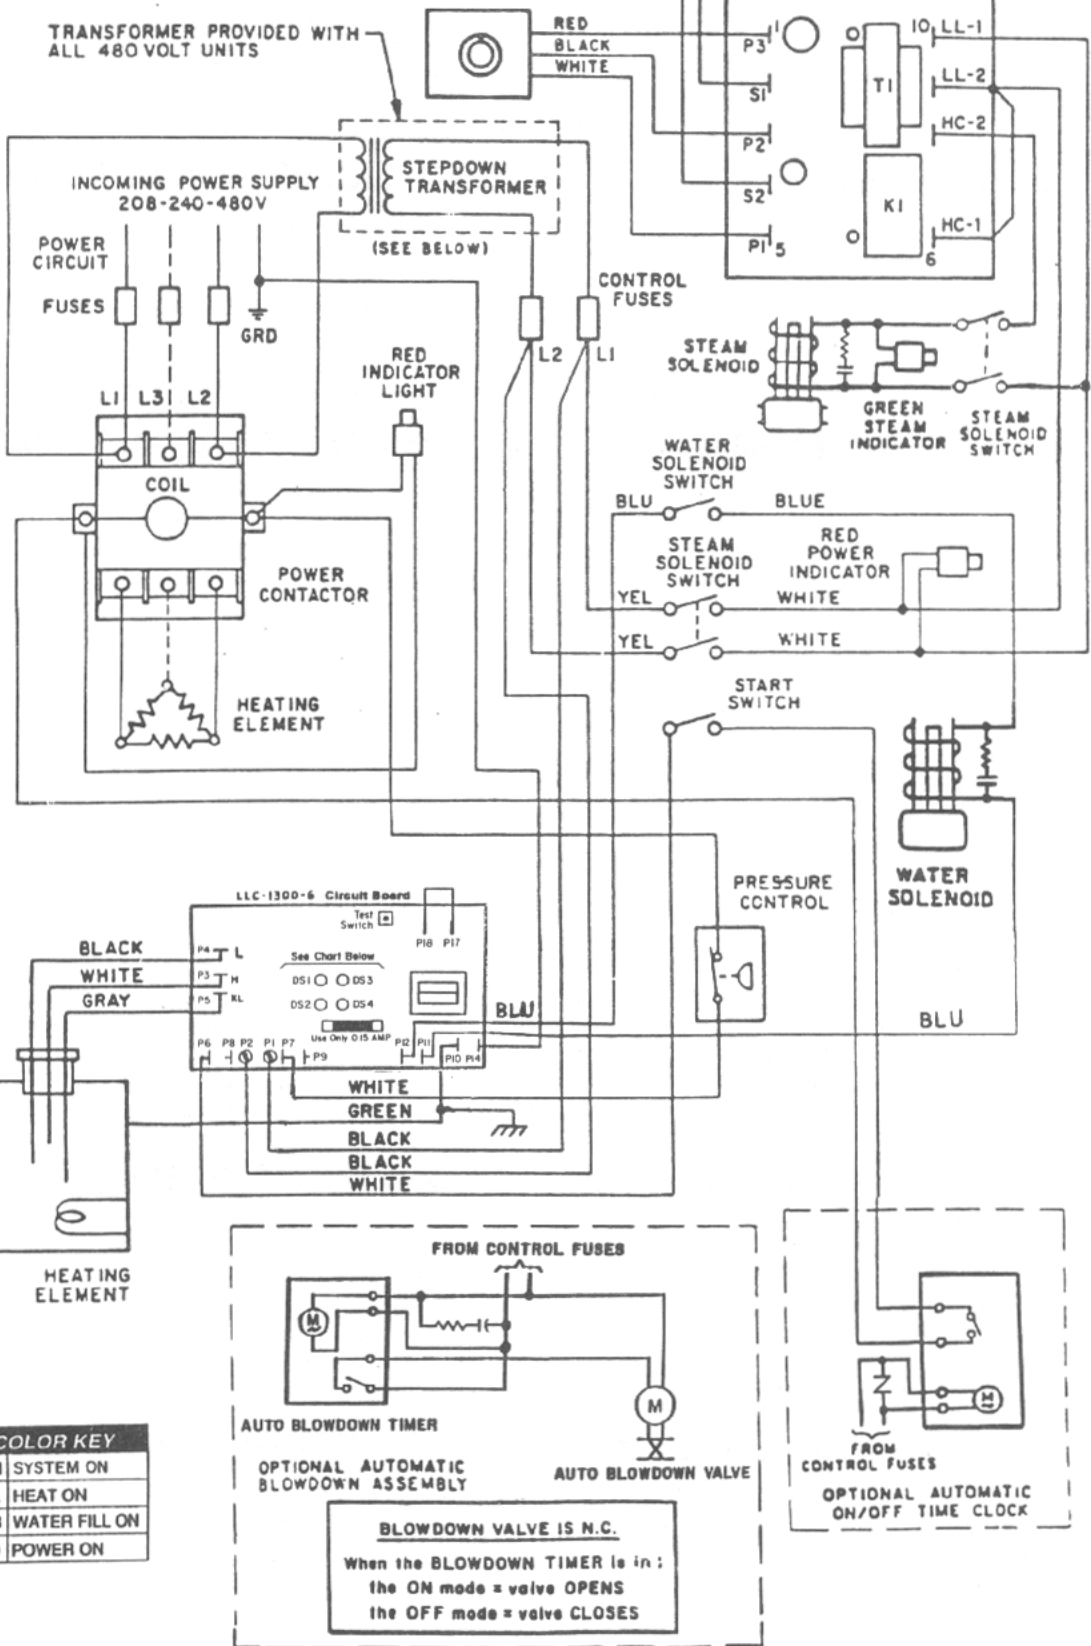 TRANSFORMER PROVIDED WITH
ALL 480 VOLT UNITS
RED
BLACK
WHITE
P3
1
S1
P2
S2
P1
5
T1
K1
10
LL-1
LL-2
HC-2
HC-1
6
STEPDOWN
TRANSFORMER
(SEE BELOW)
INCOMING POWER SUPPLY
208-240-480V
POWER
CIRCUIT
FUSES
GRD
CONTROL
FUSES
L2
L1
RED
INDICATOR
LIGHT
L1
L3
L2
COIL
POWER
CONTACTOR
HEATING
ELEMENT
STEAM
SOLENOID
GREEN
STEAM
INDICATOR
STEAM
SOLENOID
SWITCH
WATER
SOLENOID
SWITCH
BLU
BLUE
STEAM
SOLENOID
SWITCH
RED
POWER
INDICATOR
YEL
WHITE
YEL
WHITE
START
SWITCH
WATER
SOLENOID
PRESSURE
CONTROL
LLC-1300-6 Circuit Board
Test
Switch
P18 P17
See Chart Below
DS1
DS3
DS2
DS4
Use Only 0.15 AMP
BLACK
WHITE
GRAY
P4
L
P3
H
P5
KL
P6
P8
P2
P1
P7
P9
P12
P11
P10
P14
BLU
BLU
WHITE
GREEN
BLACK
BLACK
WHITE
HEATING
ELEMENT
FROM CONTROL FUSES
M
AUTO BLOWDOWN TIMER
M
OPTIONAL AUTOMATIC
BLOWDOWN ASSEMBLY
AUTO BLOWDOWN VALVE
BLOWDOWN VALVE IS N.C.
When the BLOWDOWN TIMER is in:
the ON mode = valve OPENS
the OFF mode = valve CLOSES
M
FROM
CONTROL FUSES
OPTIONAL AUTOMATIC
ON/OFF TIME CLOCK
COLOR KEY
SYSTEM ON
HEAT ON
WATER FILL ON
POWER ON